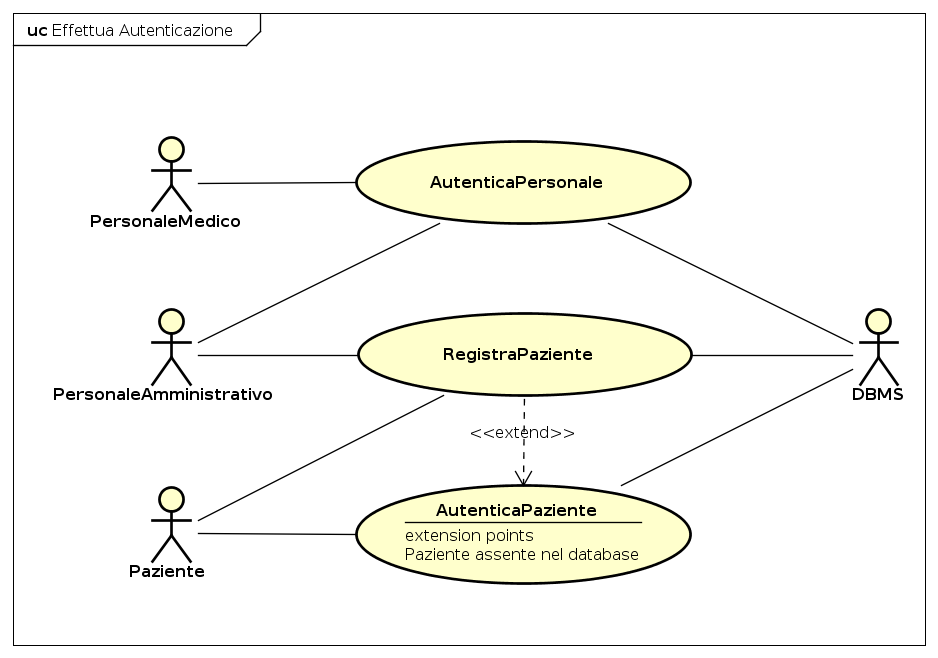 uc Effettua Autenticazione
AutenticaPersonale
PersonaleMedico
RegistraPaziente
PersonaleAmministrativo
DBMS
<<extend>>
AutenticaPaziente
extension points
Paziente assente nel database
Paziente